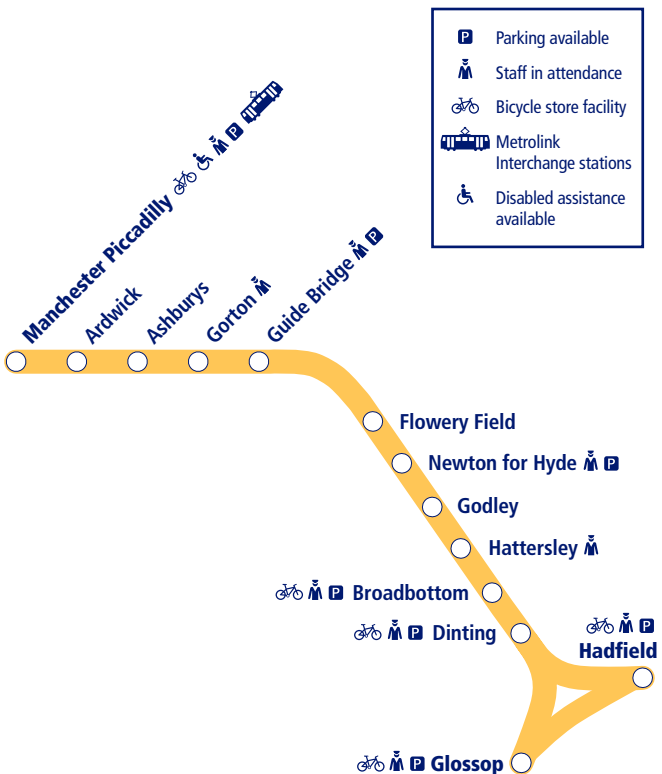 P Parking available
Staff in attendance
Bicycle store facility
Metrolink
Interchange stations
Disabled assistance
available
Manchester Piccadilly P
Ardwick
Ashburys
Gorton
Guide Bridge P
Flowery Field
Newton for Hyde P
Godley
Hattersley
P Broadbottom
P Dinting
P
Hadfield
P Glossop